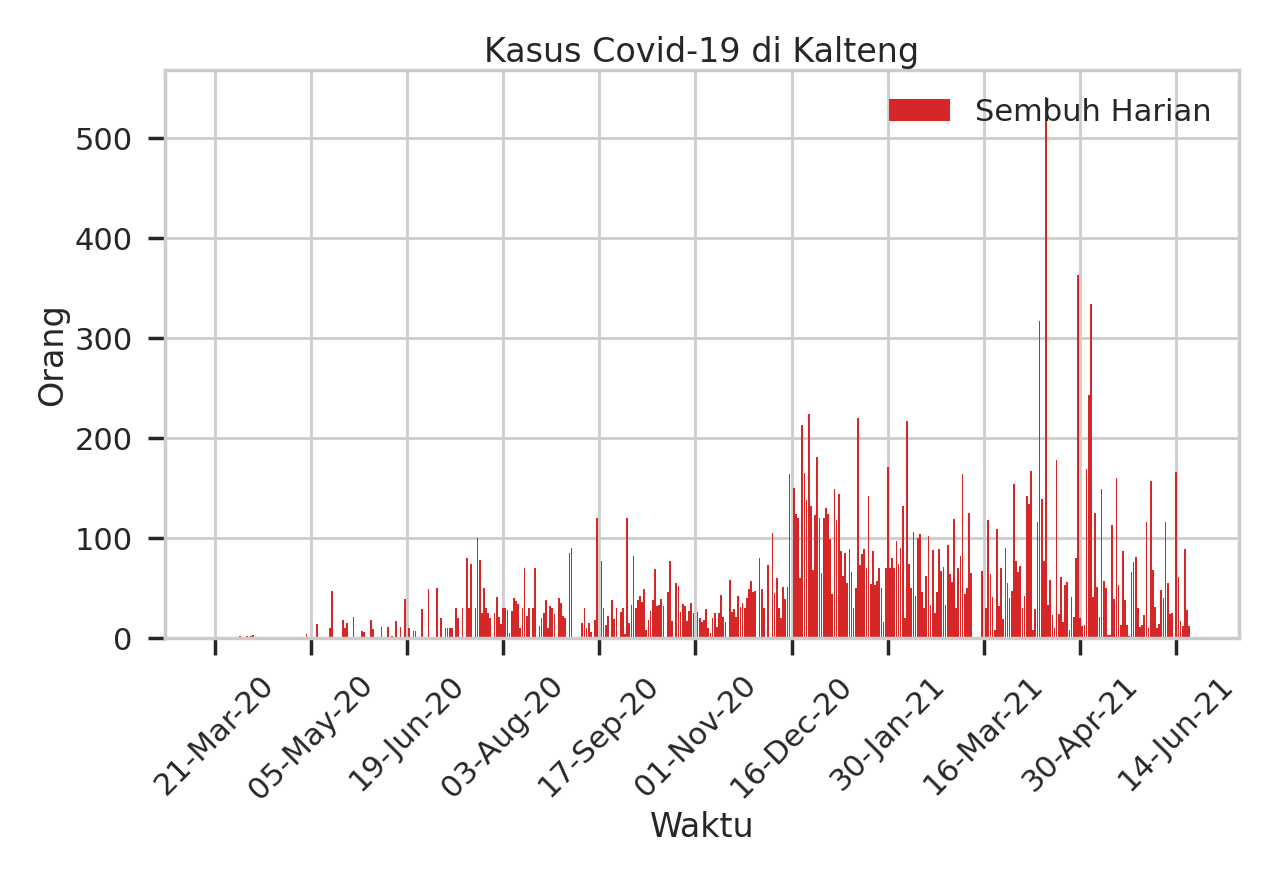 Kasus Covid-19 di Kalteng
Sembuh Harian
Orang
500
400
300
200
100
0
21-Mar-20
05-May-20
19-Jun-20
03-Aug-20
17-Sep-20
01-Nov-20
16-Dec-20
30-Jan-21
16-Mar-21
30-Apr-21
14-Jun-21
Waktu